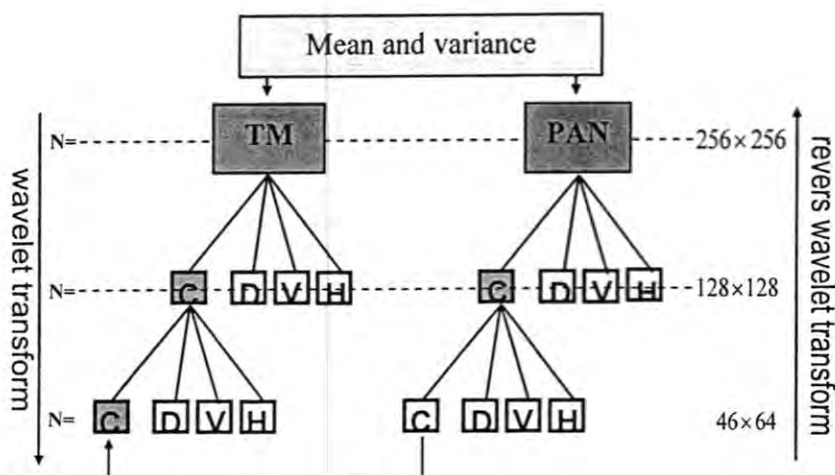 Mean and variance
TM PAN
N= 256×256
C D V H C D V H
N= 128×128
C D V H C D V H
N= 46×64
wavelet transform
revers wavelet transform